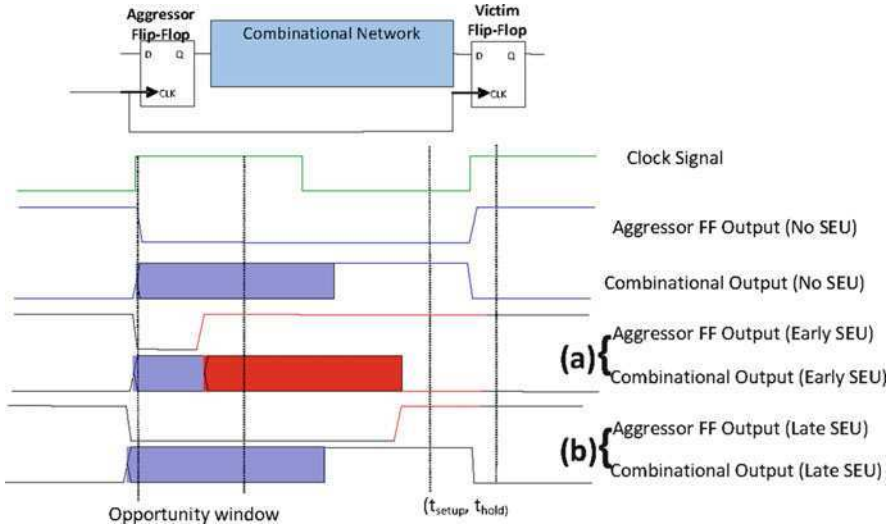 Aggressor
Flip-Flop
Combinational Network
Victim
Flip-Flop
D Q
CLK
D Q
CLK
Clock Signal
Aggressor FF Output (No SEU)
Combinational Output (No SEU)
(a){
Aggressor FF Output (Early SEU)
Combinational Output (Early SEU)
(b){
Aggressor FF Output (Late SEU)
Combinational Output (Late SEU)
Opportunity window
(tsetup, thold)